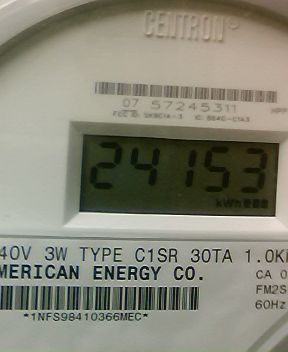 CENTRON®
07 57245311
24153
kWh
40V 3W TYPE C1SR 30TA 1.0K
MERICAN ENERGY CO.
CA 0
FM2S
60Hz
*1NFS98410366MEC*